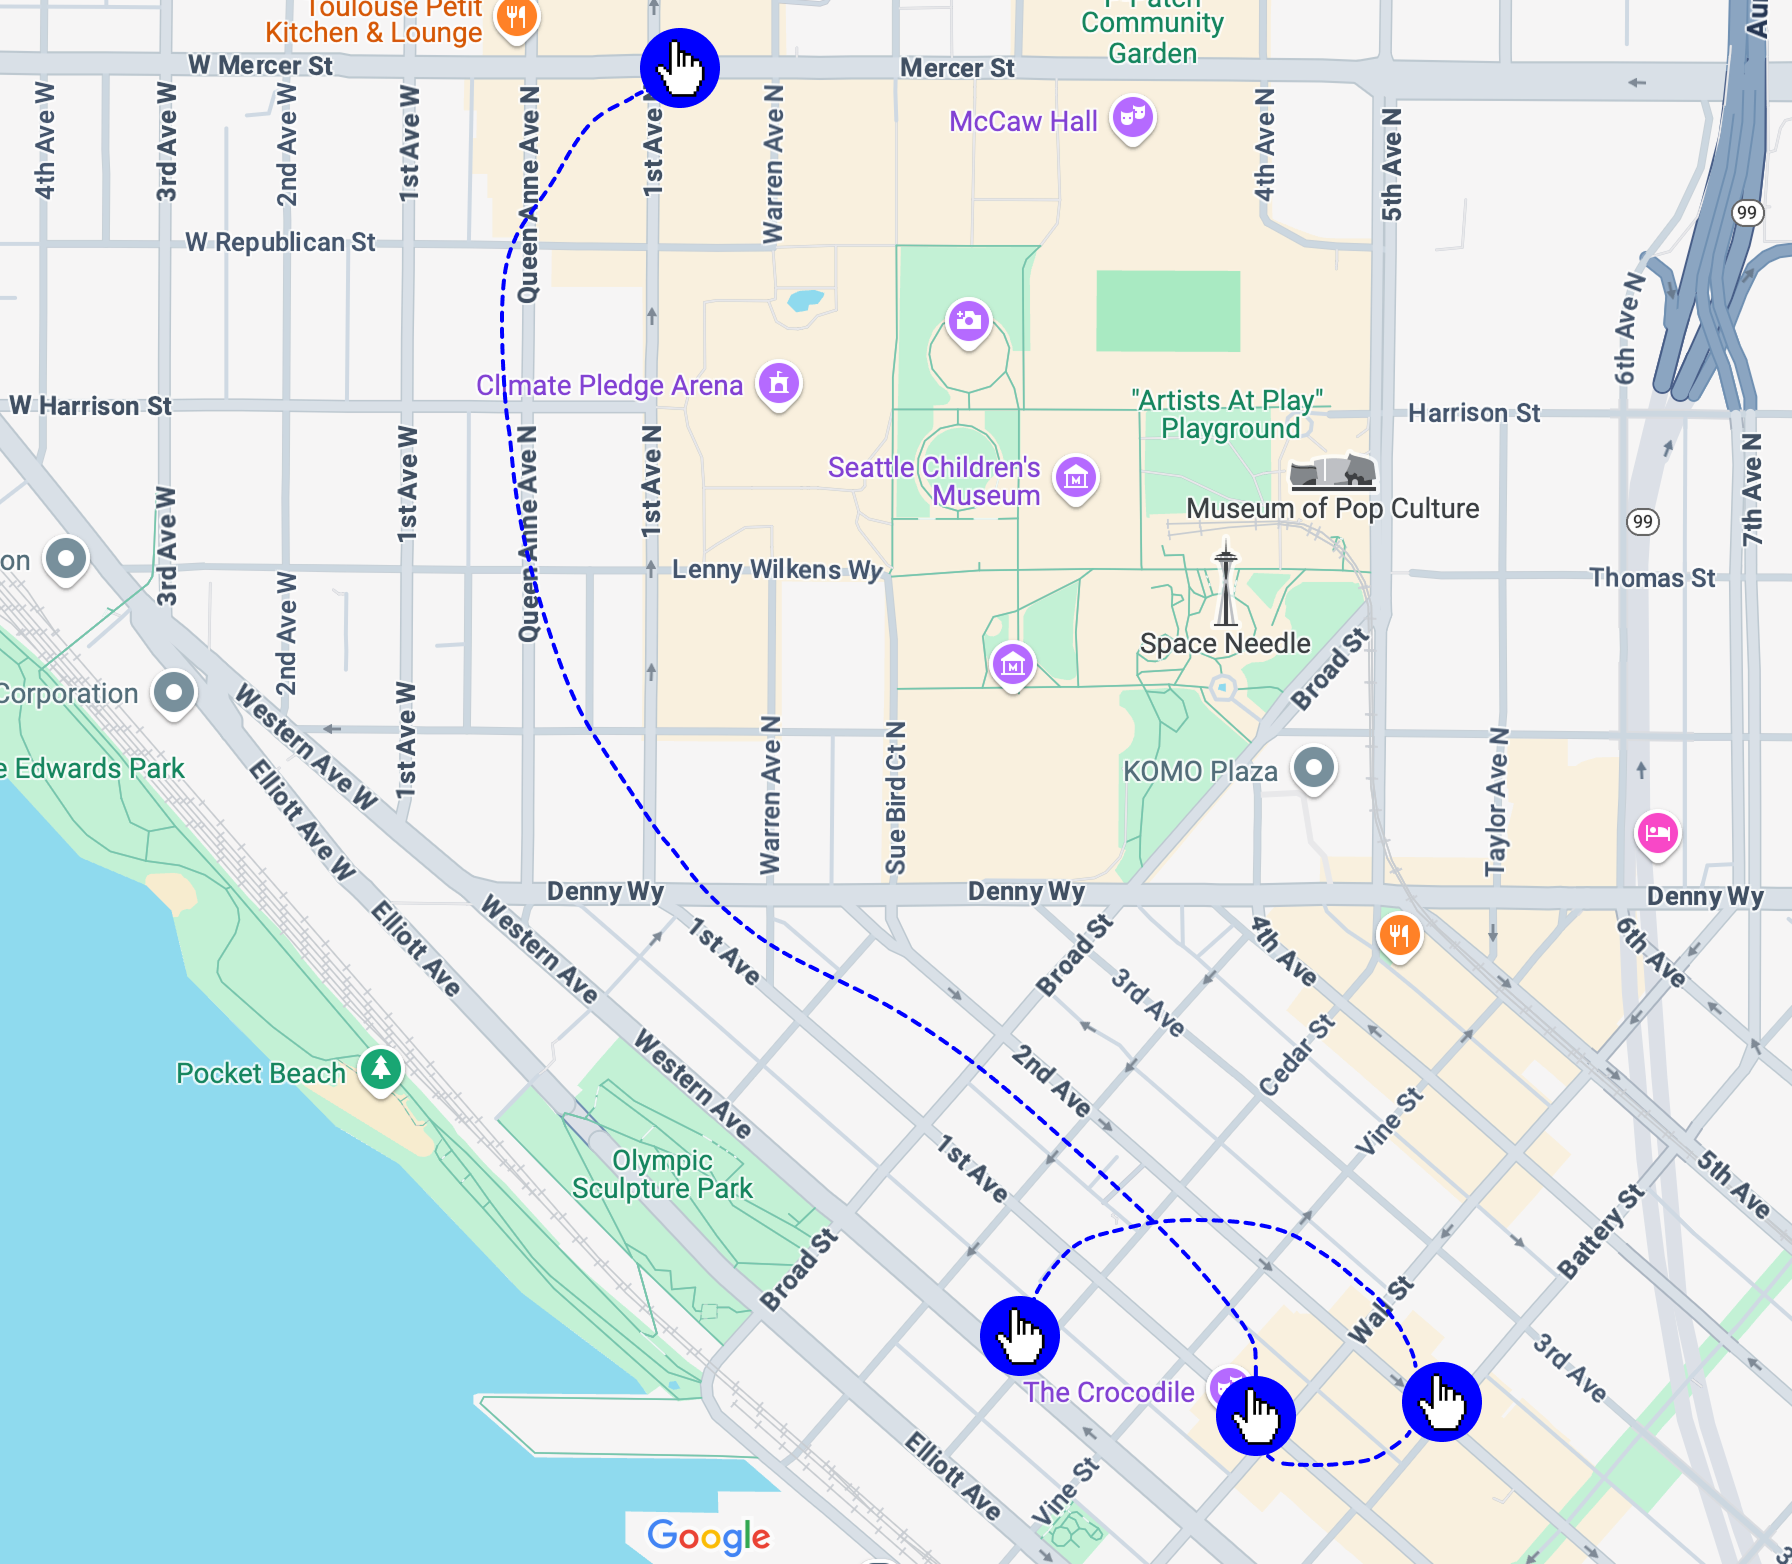 Toulouse Petit
Kitchen & Lounge
P-Patch
Community
Garden
W Mercer St
Mercer St
McCaw Hall
4th Ave W
3rd Ave W
2nd Ave W
1st Ave W
Queen Anne Ave N
1st Ave N
Warren Ave N
4th Ave N
5th Ave N
99
W Republican St
6th Ave N
Climate Pledge Arena
W Harrison St
"Artists At Play"
Playground
Harrison St
Seattle Children's
Museum
Museum of Pop Culture
1st Ave W
Queen Anne Ave N
1st Ave N
7th Ave N
99
3rd Ave W
on
Lenny Wilkens Wy
Thomas St
2nd Ave W
Space Needle
Broad St
Corporation
Western Ave W
1st Ave W
Warren Ave N
Sue Bird Ct N
Taylor Ave N
e Edwards Park
Elliott Ave W
KOMO Plaza
Denny Wy
Denny Wy
Denny Wy
Elliott Ave
Western Ave
1st Ave
Broad St
3rd Ave
4th Ave
6th Ave
Pocket Beach
Western Ave
2nd Ave
Cedar St
Vine St
Olympic
Sculpture Park
1st Ave
5th Ave
Broad St
Battery St
Wall St
3rd Ave
The Crocodile
Elliott Ave
Vine St
Google